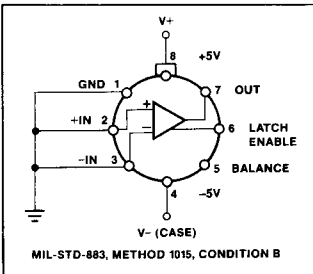 V+
8 +5V
GND 1
7 OUT
+IN 2
+
−
6 LATCH ENABLE
−IN 3
5 BALANCE
4 −5V
V− (CASE)
MIL-STD-883, METHOD 1015, CONDITION B